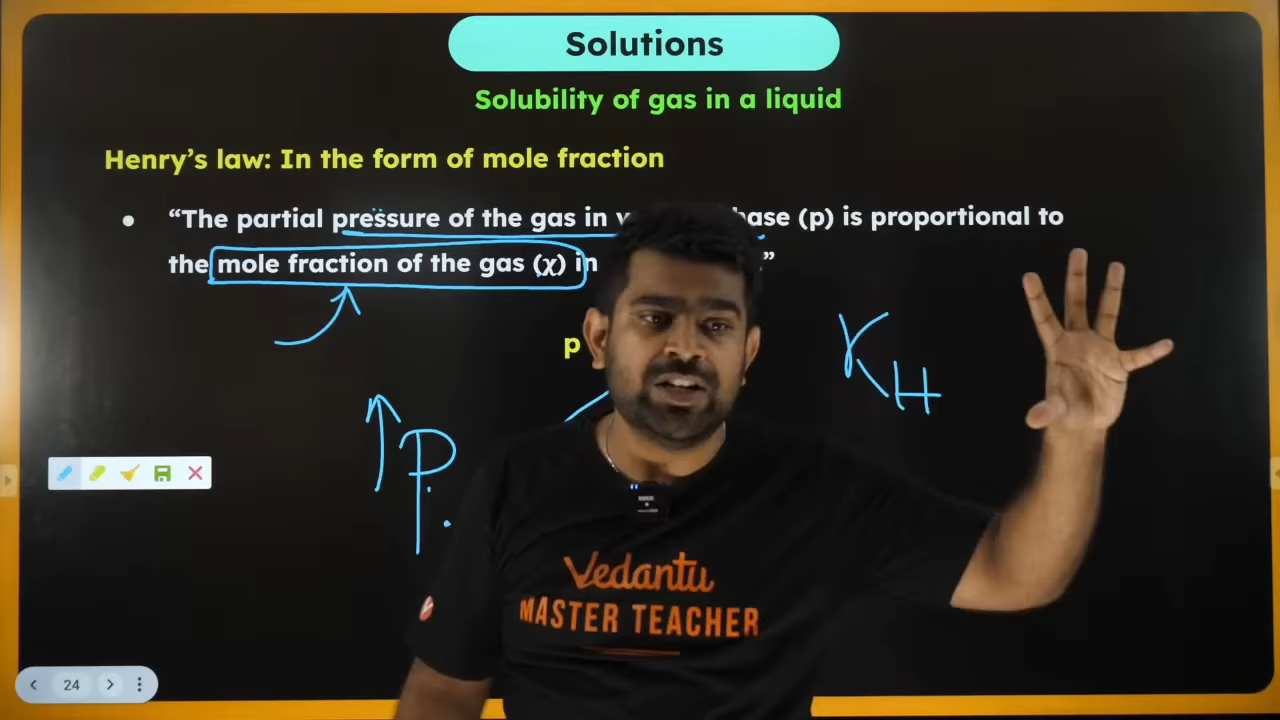 Solutions
Solubility of gas in a liquid
Henry's law: In the form of mole fraction
• “The partial pressure of the gas in (p) is proportional to
the mole fraction of the gas (χ) in ”
p
K_H
↑ P.
Vedantu
MASTER TEACHER
24